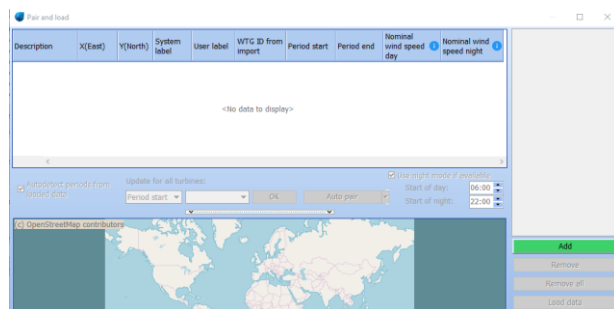 Pair and load
Description X(East) Y(North) System label User label WTG ID from import Period start Period end Nominal wind speed day Nominal wind speed night
<No data to display>
Autodetect periods from loaded data
Update for all turbines:
Period start
OK
Auto pair
Use night mode if available
Start of day: 06:00
Start of night: 22:00
(c) OpenStreetMap contributors
Add
Remove
Remove all
Load data